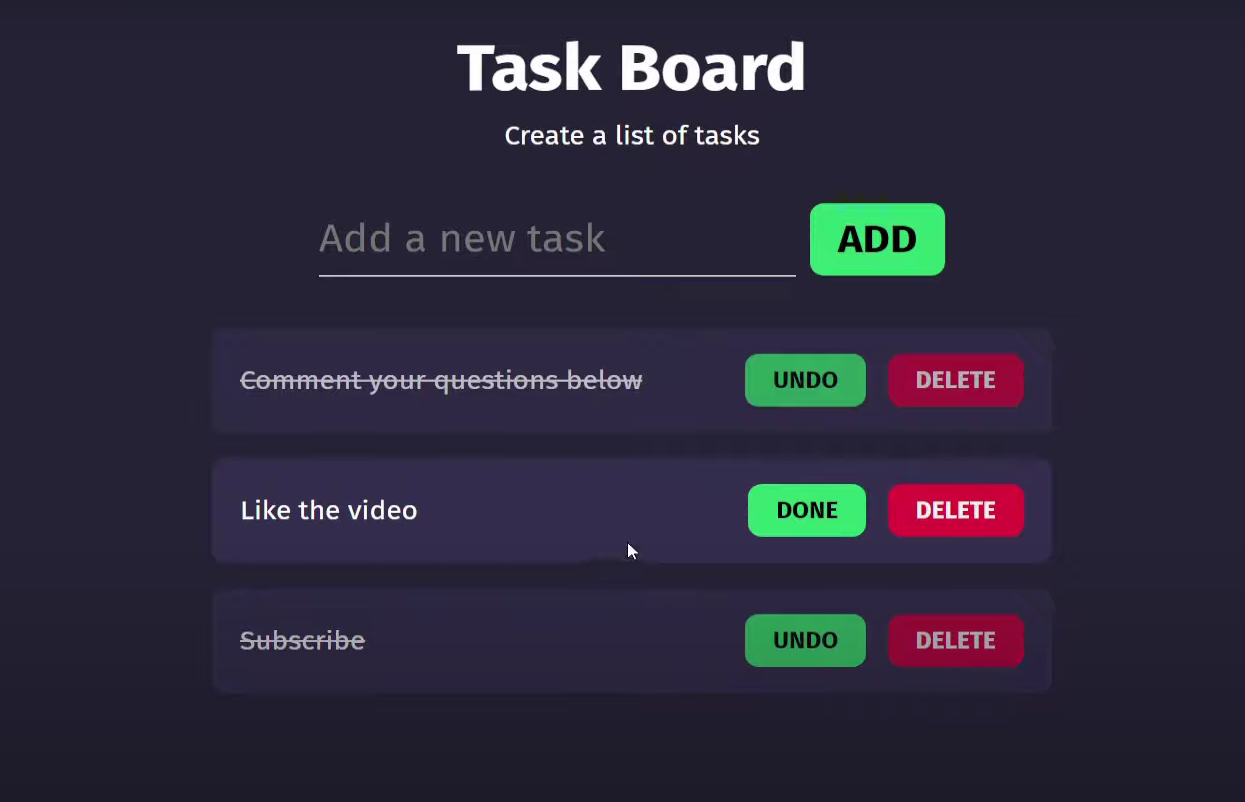 Task Board
Create a list of tasks
Add a new task ADD
Comment your questions below UNDO DELETE
Like the video DONE DELETE
Subscribe UNDO DELETE